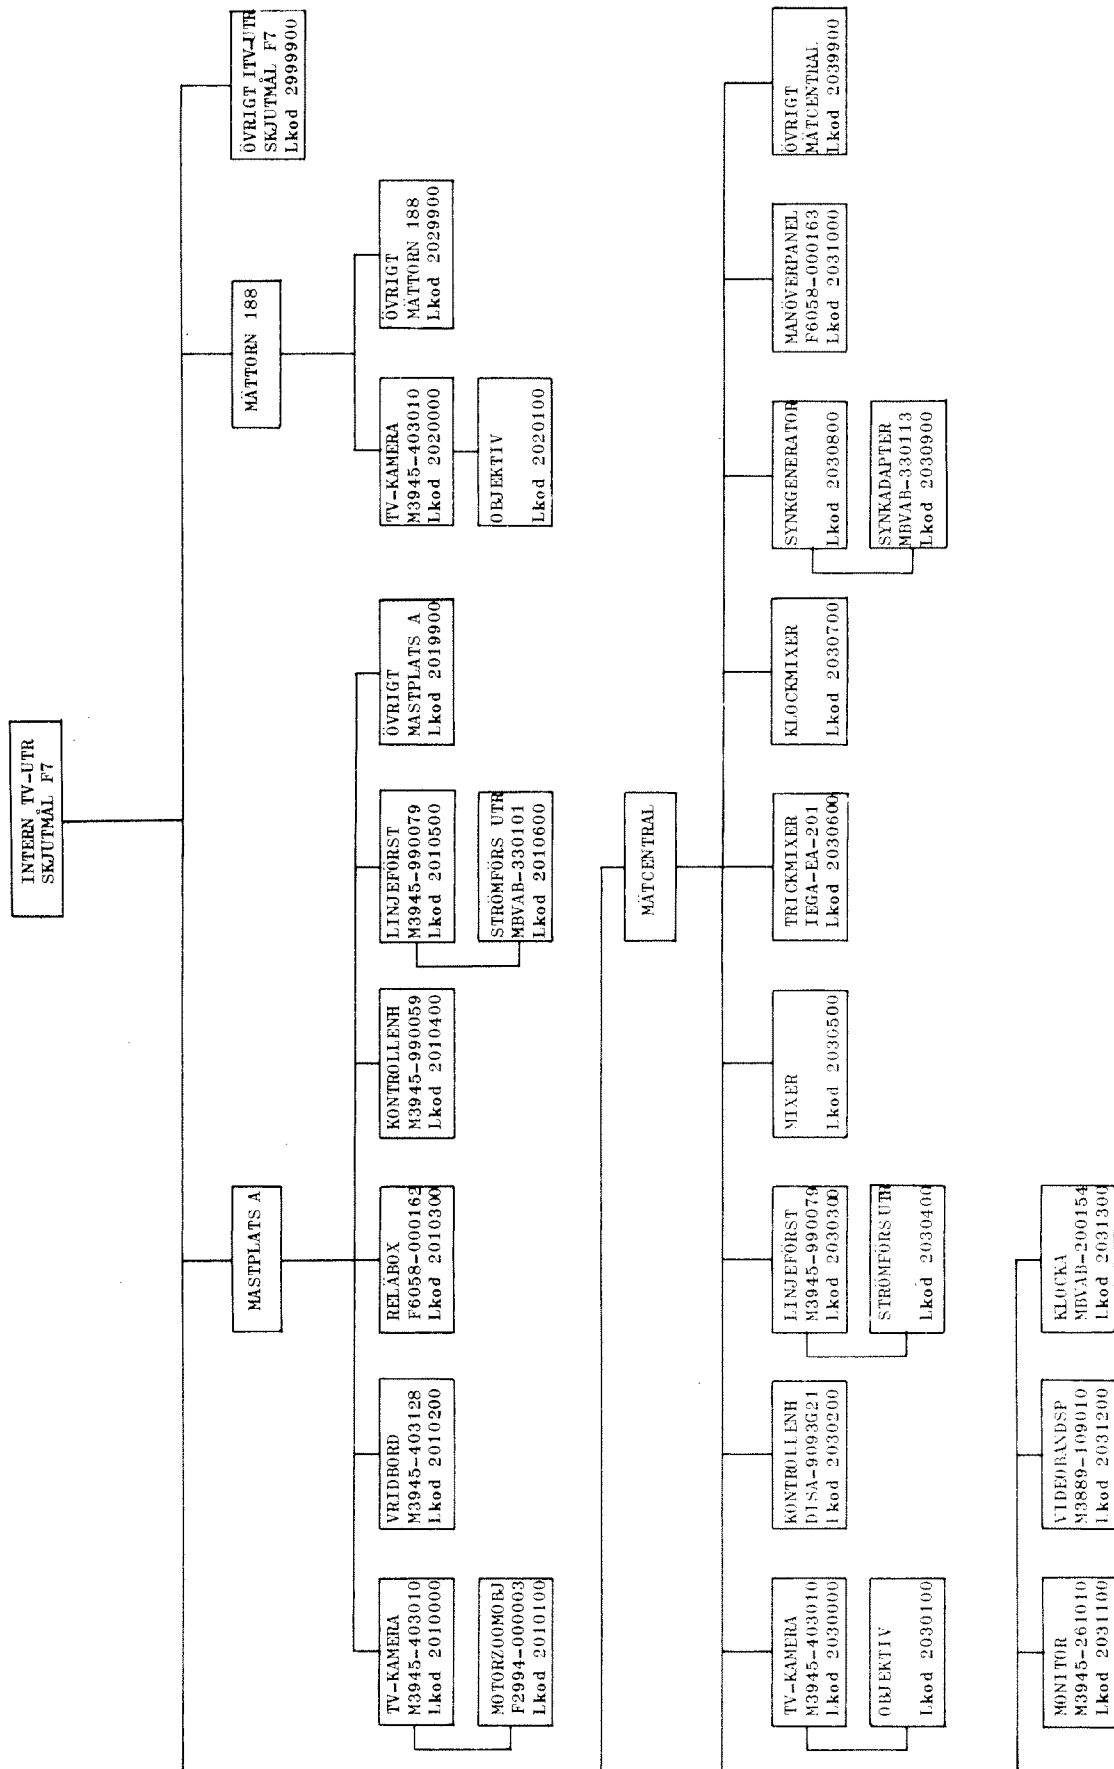 INTERN TV-UTR
SKJUTMÅL F7
MASTPLATS A
MÄTTORN 188
ÖVRIGT ITV-UTR
SKJUTMÅL F7
Lkod 2999900
TV-KAMERA
M3945-403010
Lkod 2010000
MOTORZOOMOBJ
F2994-000003
Lkod 2010100
VRIDBORD
M3945-403128
Lkod 2010200
RELÄBOX
F6058-000162
Lkod 2010300
KONTROLLENH
M3945-990059
Lkod 2010400
LINJEFÖRST
M3945-990079
Lkod 2010500
STRÖMFÖRS UTR
MBVAB-330101
Lkod 2010600
ÖVRIGT
MASTPLATS A
Lkod 2019900
TV-KAMERA
M3945-403010
Lkod 2020000
OBJEKTIV
Lkod 2020100
ÖVRIGT
MÄTTORN 188
Lkod 2029900
MÄTCENTRAL
TV-KAMERA
M3945-403010
Lkod 2030000
OBJEKTIV
Lkod 2030100
KONTROLLENH
DISA-9093G21
Lkod 2030200
LINJEFÖRST
M3945-990079
Lkod 2030300
STRÖMFÖRS UTR
Lkod 2030400
MIXER
Lkod 2030500
TRICKMIXER
IEGA-EA-201
Lkod 2030600
KLOCKMIXER
Lkod 2030700
SYNKGENERATOR
Lkod 2030800
SYNKADAPTER
MBVAB-330113
Lkod 2030900
MANÖVERPANEL
F6058-000163
Lkod 2031000
ÖVRIGT
MÄTCENTRAL
Lkod 2039900
MONITOR
M3945-261010
Lkod 2031100
VIDEOBANDSP
M3889-109010
Lkod 2031200
KLOCKA
MBVAB-200154
Lkod 2031300